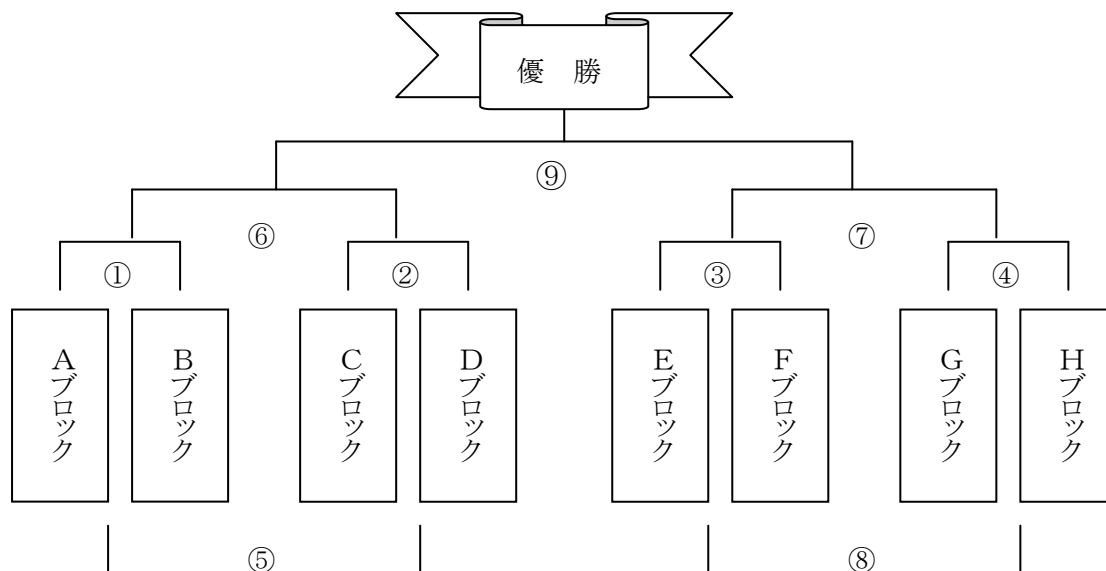 優 勝
⑨
⑥
⑦
①
②
③
④
Aブロック
Bブロック
Cブロック
Dブロック
Eブロック
Fブロック
Gブロック
Hブロック
⑤
⑧